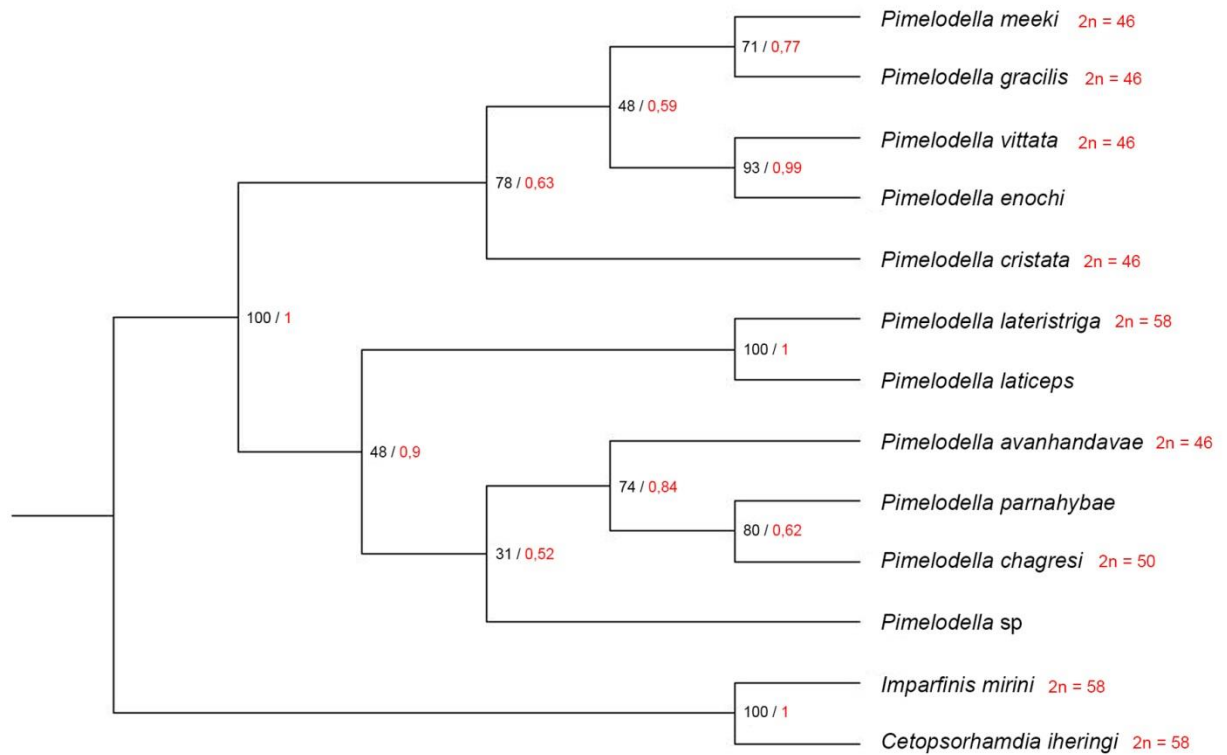 Pimelodella meeki 2n = 46
71 / 0,77
Pimelodella gracilis 2n = 46
48 / 0,59
Pimelodella vittata 2n = 46
93 / 0,99
78 / 0,63
Pimelodella enochi
Pimelodella cristata 2n = 46
100 / 1
Pimelodella lateristriga 2n = 58
100 / 1
Pimelodella laticeps
48 / 0,9
Pimelodella avanhandavae 2n = 46
74 / 0,84
Pimelodella parnahybae
80 / 0,62
31 / 0,52
Pimelodella chagresi 2n = 50
Pimelodella sp
Imparfinis mirini 2n = 58
100 / 1
Cetopsorhamdia iheringi 2n = 58